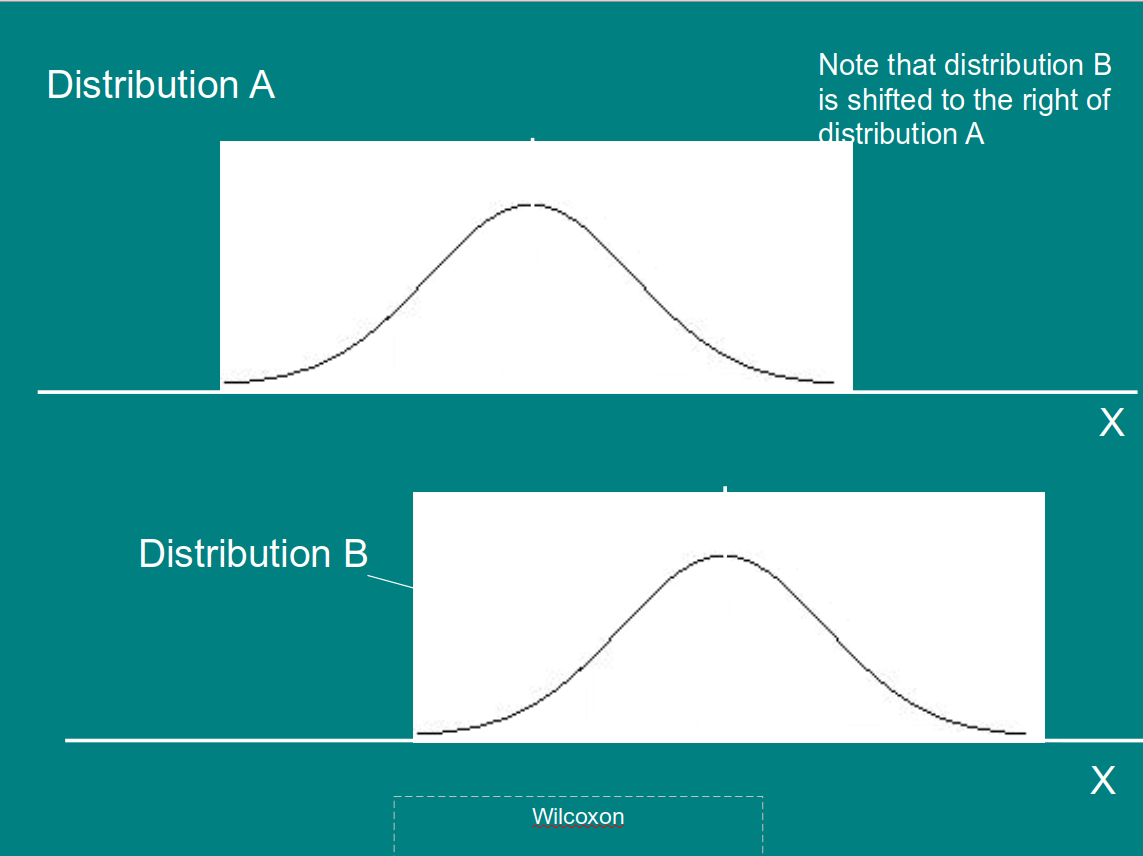 Distribution A
Note that distribution B
is shifted to the right of
distribution A
X
Distribution B
X
Wilcoxon